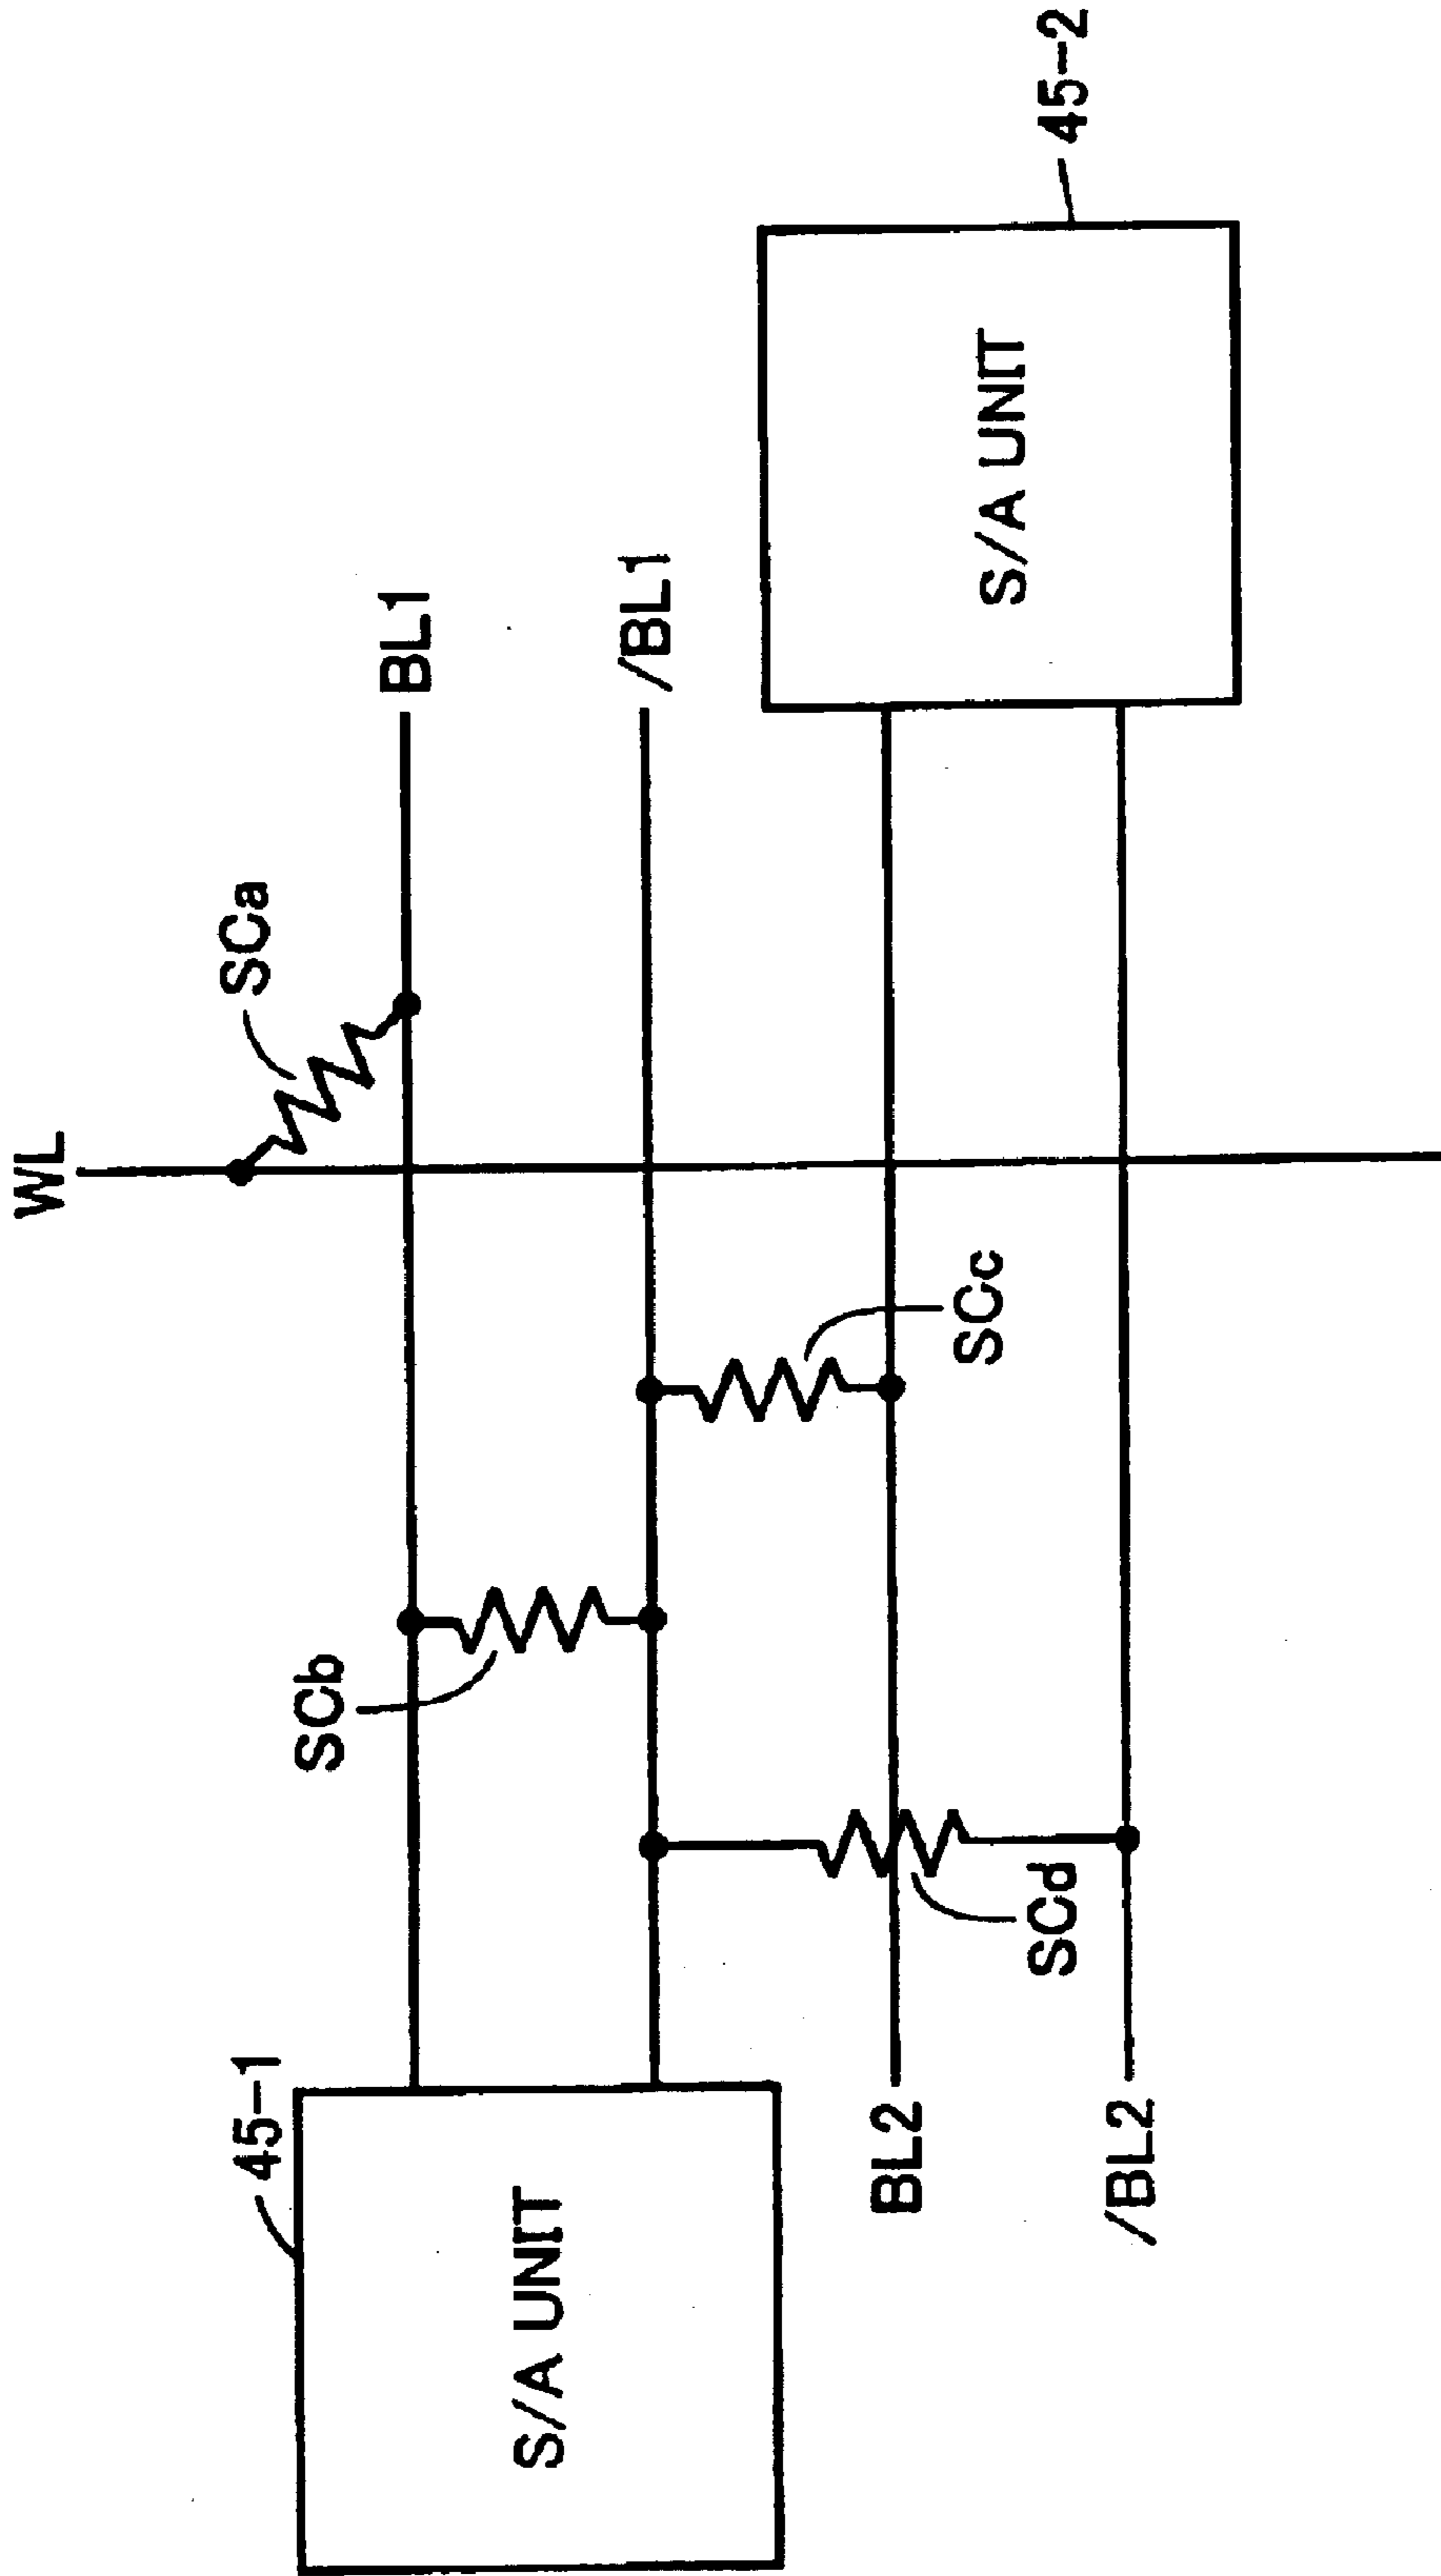 WL
SCa
BL1
/BL1
45-1
S/A UNIT
SCb
SCc
SCd
BL2
/BL2
S/A UNIT
45-2